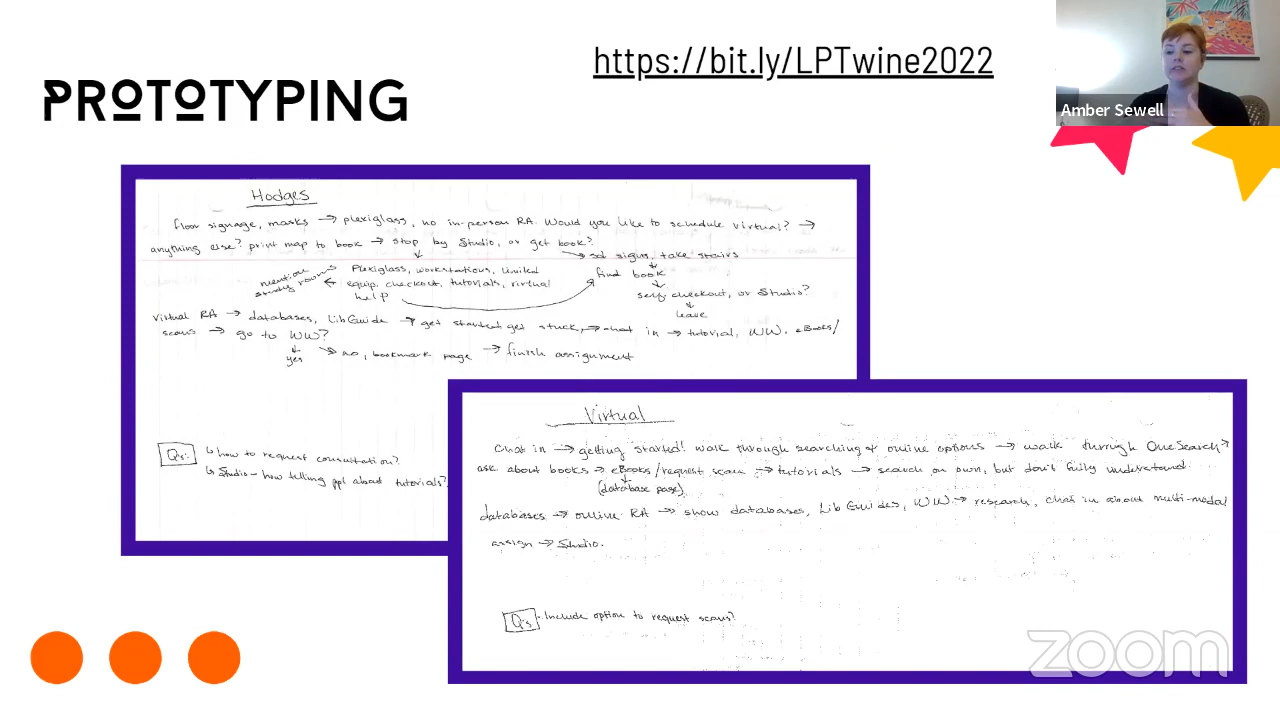 https://bit.ly/LPTwine2022
PROTOTYPING
Amber Sewell
Hodges
floor signage, masks → plexiglass, no in-person RA. Would you like to schedule virtual? →
anything else? print map to book → stop by Studio, or get book?
→ sd signs, take stairs
mention study rooms ← Plexiglass, workstations, limited
equip. checkout, tutorials, virtual
help
find book
self checkout, or Studio?
leave
Virtual RA → databases, LibGuide → get started, get stuck, → chat in → tutorial, WW, eBooks/
scans → go to WW?
yes → no, bookmark page → finish assignment
Q's: ↳ how to request consultation?
↳ Studio - how telling ppl about tutorials?
Virtual
Chat in → getting started! walk through searching & online options → walk through OneSearch →
ask about books → eBooks/request scan → tutorials → search on own, but don't fully understand
(database page)
databases → online RA → show databases, LibGuides, WW → research, chat in about multi-modal
assign → Studio.
Q's - Include option to request scans?
zoom